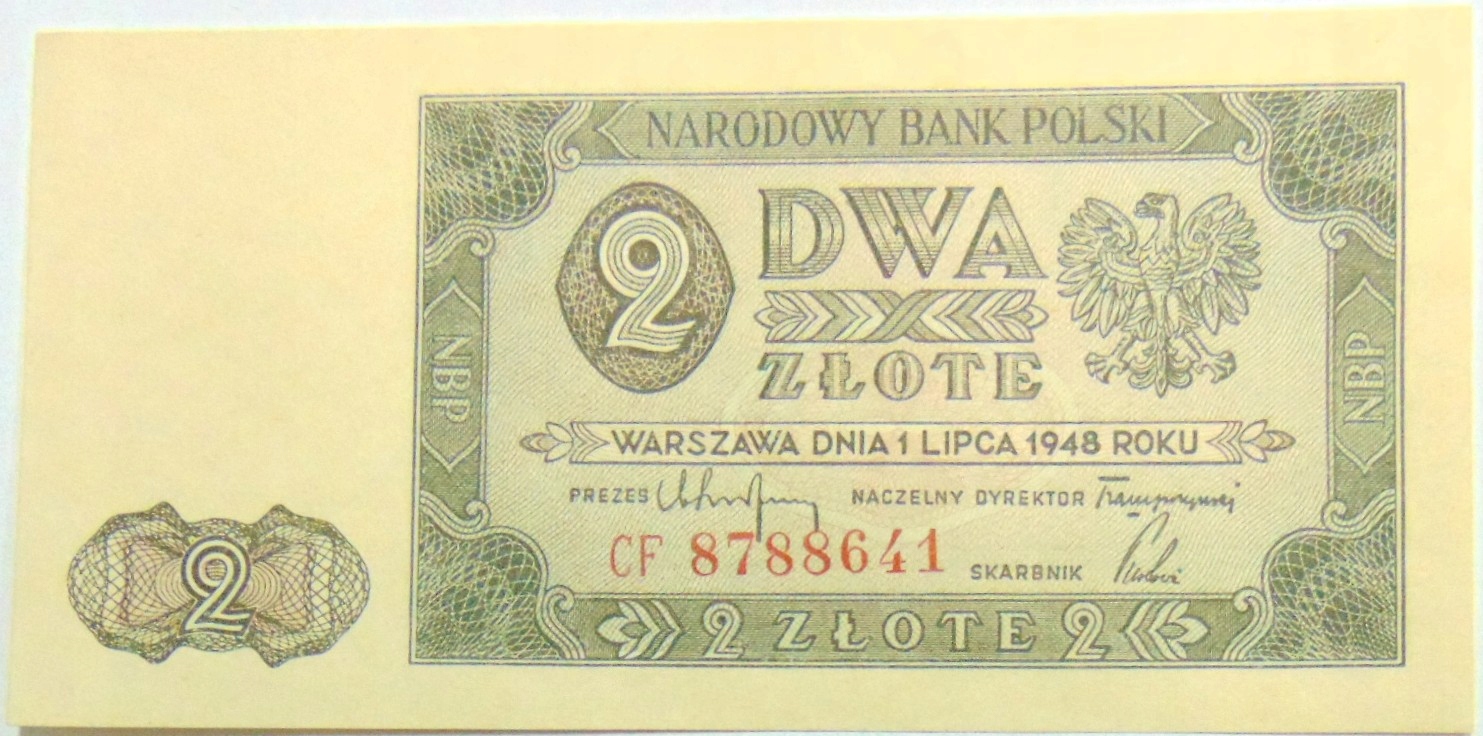 NARODOWY BANK POLSKI
2
DWA
ZŁOTE
NBP
NBP
WARSZAWA DNIA 1 LIPCA 1948 ROKU
PREZES NACZELNY DYREKTOR
CF 8788641 SKARBNIK
2 ZŁOTE 2
2